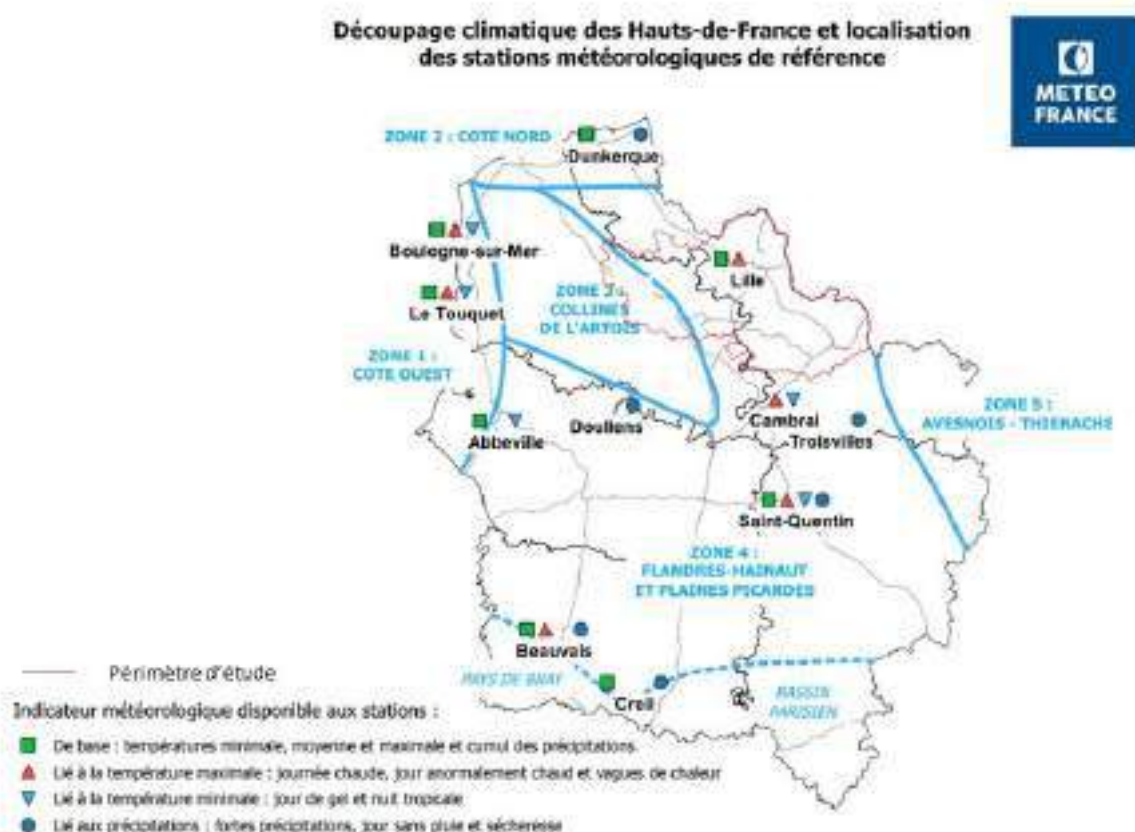 Découpage climatique des Hauts-de-France et localisation
des stations météorologiques de référence
METEO
FRANCE
ZONE 2 : COTE NORD
Dunkerque
Boulogne-sur-Mer
Lille
Le Touquet
ZONE 3 :
COLLINES
DE L'ARTOIS
ZONE 1 :
COTE OUEST
Abbeville
Doullens
Cambrai
Troisvilles
ZONE 5 :
AVESNOIS - THIERACHE
Saint-Quentin
ZONE 4 :
FLANDRES-HAINAUT
ET PLAINES PICARDES
Beauvais
PAYS DE BRAY
Creil
BASSIN
PARISIEN
Périmètre d'étude
Indicateur météorologique disponible aux stations :
De base : températures minimale, moyenne et maximale et cumul des précipitations
Lié à la température maximale : journée chaude, jour anormalement chaud et vagues de chaleur
Lié à la température minimale : jour de gel et nuit tropicale
Lié aux précipitations : fortes précipitations, jour sans pluie et sécheresse